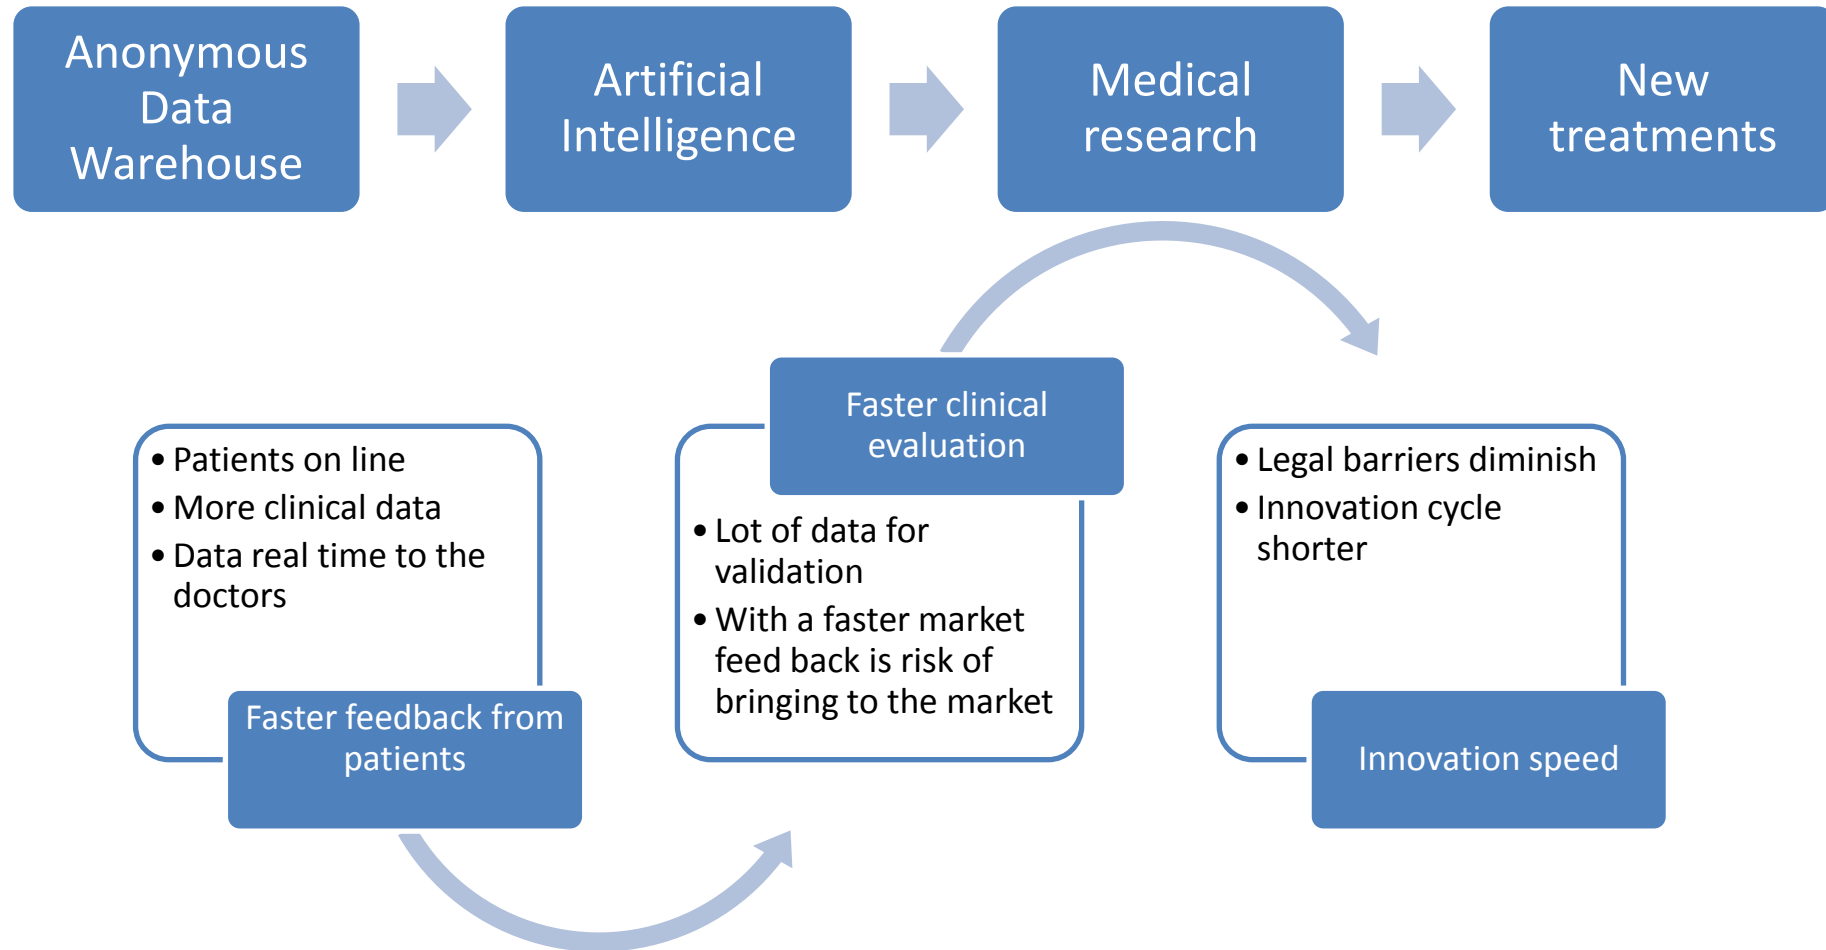 Anonymous
Data
Warehouse
Artificial
Intelligence
Medical
research
New
treatments
• Patients on line
• More clinical data
• Data real time to the
doctors
Faster feedback from
patients
Faster clinical
evaluation
• Lot of data for
validation
• With a faster market
feed back is risk of
bringing to the market
• Legal barriers diminish
• Innovation cycle
shorter
Innovation speed